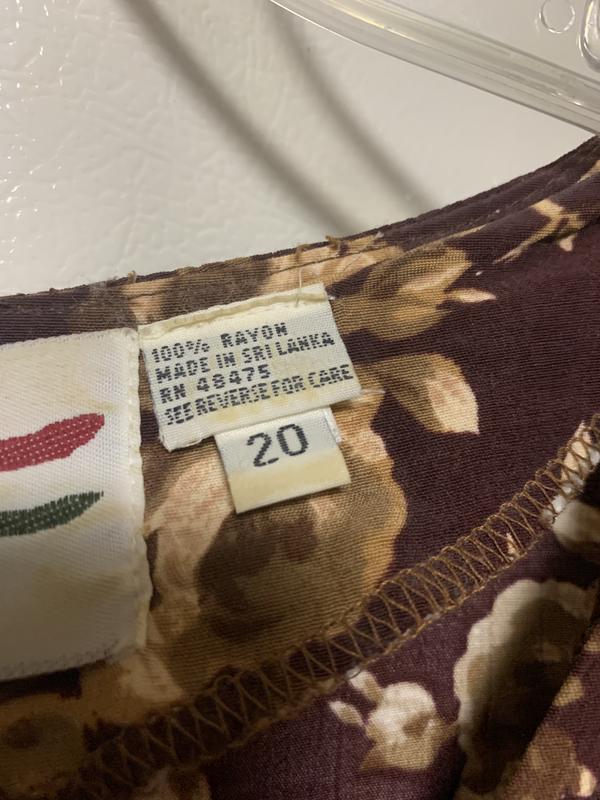 100% RAYON
MADE IN SRI LANKA
RN 48475
SEE REVERSE FOR CARE
20